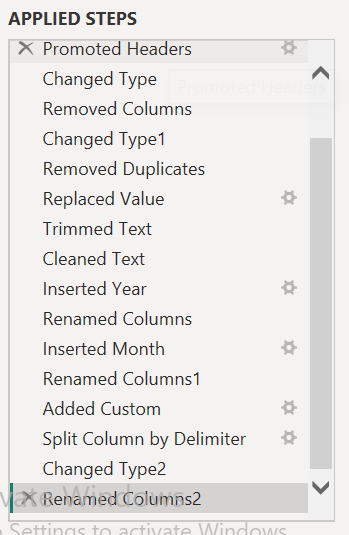 APPLIED STEPS
Promoted Headers
Changed Type
Promoted Headers
Removed Columns
Changed Type1
Removed Duplicates
Replaced Value
Trimmed Text
Cleaned Text
Inserted Year
Renamed Columns
Inserted Month
Renamed Columns1
Added Custom
Split Column by Delimiter
Changed Type2
vate Windows
Renamed Columns2
Settings to activate Windows